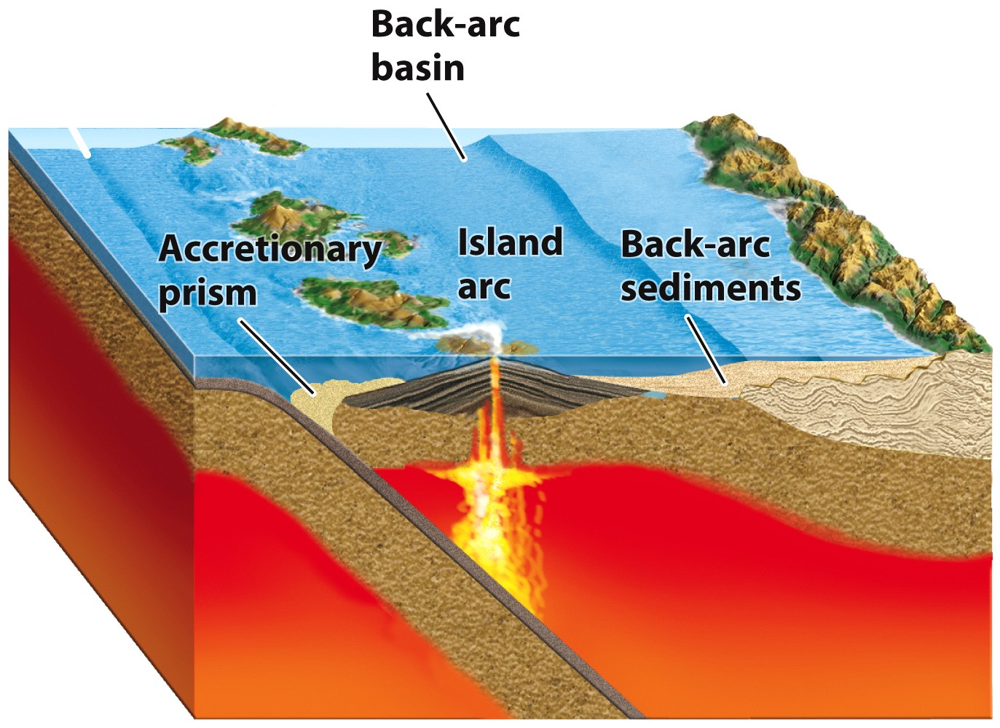 Back-arc
basin
Accretionary
prism
Island
arc
Back-arc
sediments